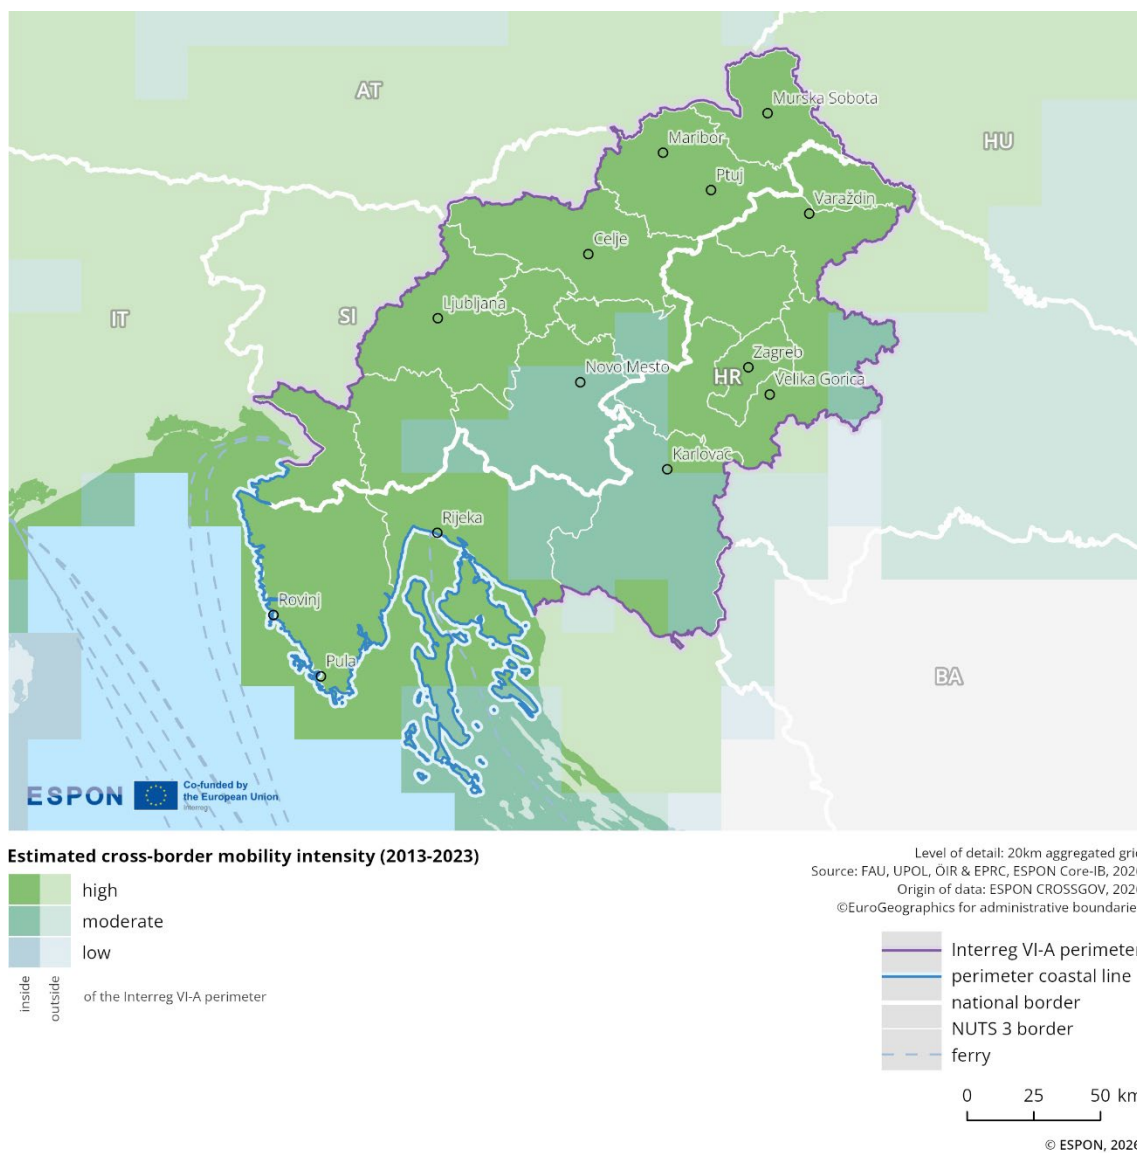 AT
Murska Sobota
HU
Maribor
Ptuj
Varaždin
Celje
Ljubljana
SI
IT
Zagreb
Novo Mesto
HR
Velika Gorica
Karlovac
Rijeka
Rovinj
Pula
BA
ESPON
Co-funded by
the European Union
Interreg
Estimated cross-border mobility intensity (2013-2023)
high
moderate
low
inside
outside
of the Interreg VI-A perimeter
Level of detail: 20km aggregated gri
Source: FAU, UPOL, ÖIR & EPRC, ESPON Core-IB, 202
Origin of data: ESPON CROSSGOV, 202
©EuroGeographics for administrative boundarie
Interreg VI-A perimeter
perimeter coastal line
national border
NUTS 3 border
ferry
0 25 50 km
© ESPON, 2026